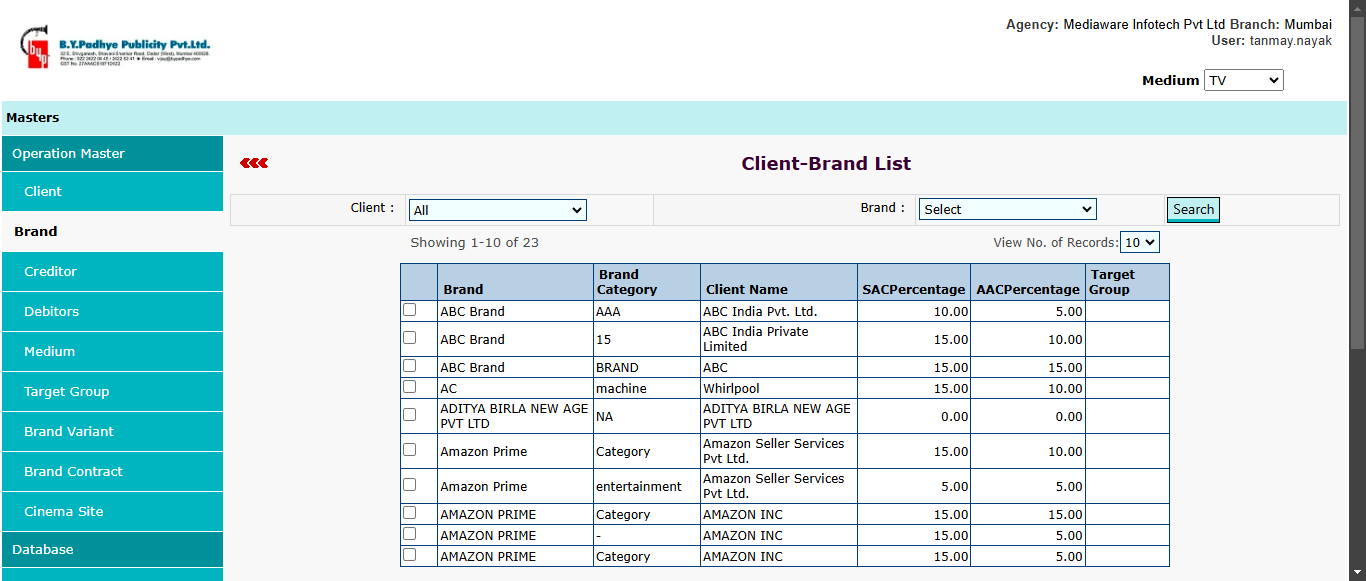 Agency: Mediaware Infotech Pvt Ltd Branch: Mumbai
User: tanmay.nayak
B.Y.Padhye Publicity Pvt.Ltd.
Medium TV
Masters
Operation Master
Client
Brand
Creditor
Debitors
Medium
Target Group
Brand Variant
Brand Contract
Cinema Site
Database
Client-Brand List
Client : All Brand : Select Search
Showing 1-10 of 23 View No. of Records: 10
Brand Brand Category Client Name SACPercentage AACPercentage Target Group
ABC Brand AAA ABC India Pvt. Ltd. 10.00 5.00
ABC Brand 15 ABC India Private Limited 15.00 10.00
ABC Brand BRAND ABC 15.00 15.00
AC machine Whirlpool 15.00 10.00
ADITYA BIRLA NEW AGE PVT LTD NA ADITYA BIRLA NEW AGE PVT LTD 0.00 0.00
Amazon Prime Category Amazon Seller Services Pvt Ltd. 15.00 10.00
Amazon Prime entertainment Amazon Seller Services Pvt Ltd. 5.00 5.00
AMAZON PRIME Category AMAZON INC 15.00 15.00
AMAZON PRIME - AMAZON INC 15.00 5.00
AMAZON PRIME Category AMAZON INC 15.00 5.00